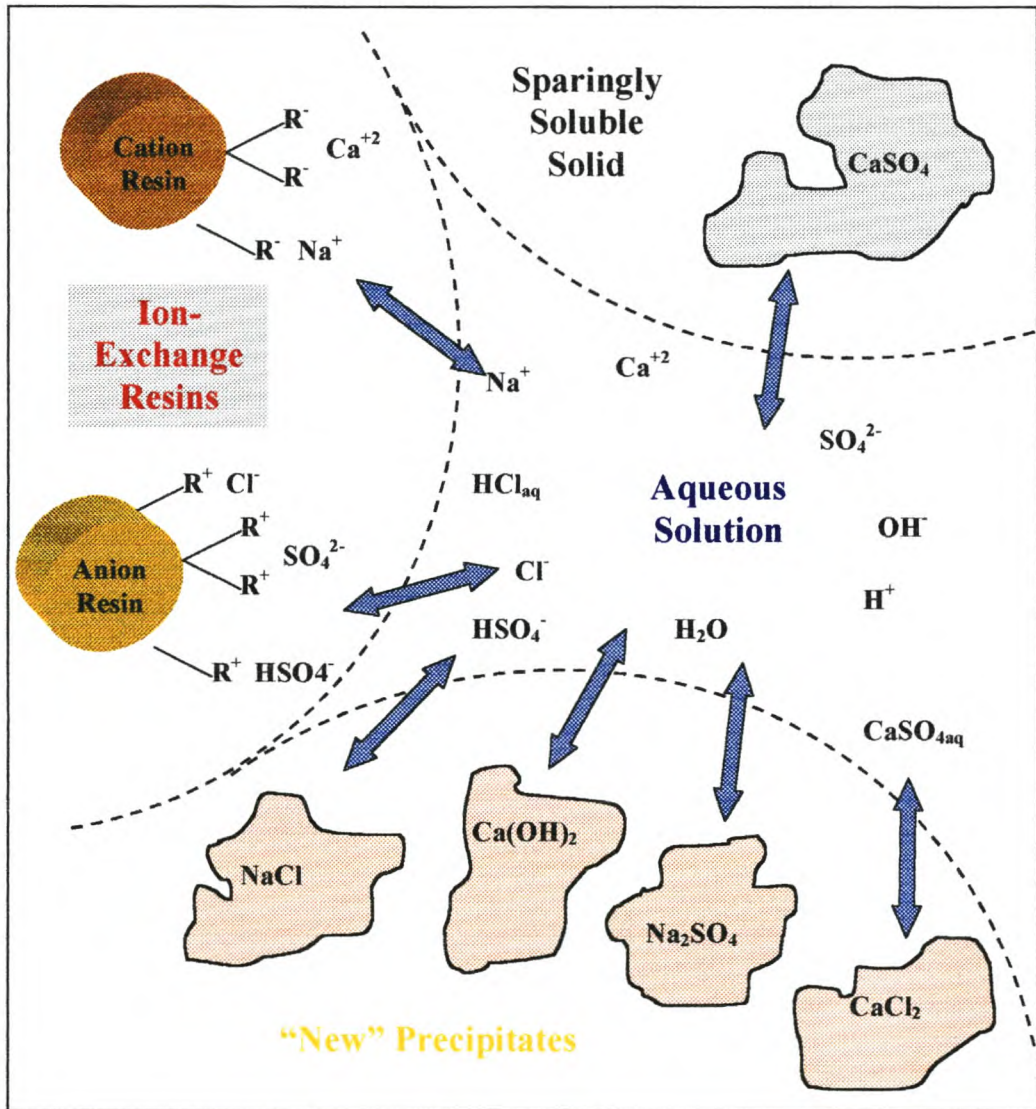 Sparingly
Soluble
Solid
CaSO₄
Cation
Resin
R⁻
R⁻
Ca⁺²
R⁻ Na⁺
Ion-
Exchange
Resins
Na⁺
Ca⁺²
SO₄²⁻
HCl_aq
Aqueous
Solution
OH⁻
H⁺
Anion
Resin
R⁺ Cl⁻
R⁺
SO₄²⁻
R⁺
R⁺ HSO4⁻
Cl⁻
HSO₄⁻
H₂O
CaSO₄aq
NaCl
Ca(OH)₂
Na₂SO₄
CaCl₂
“New” Precipitates